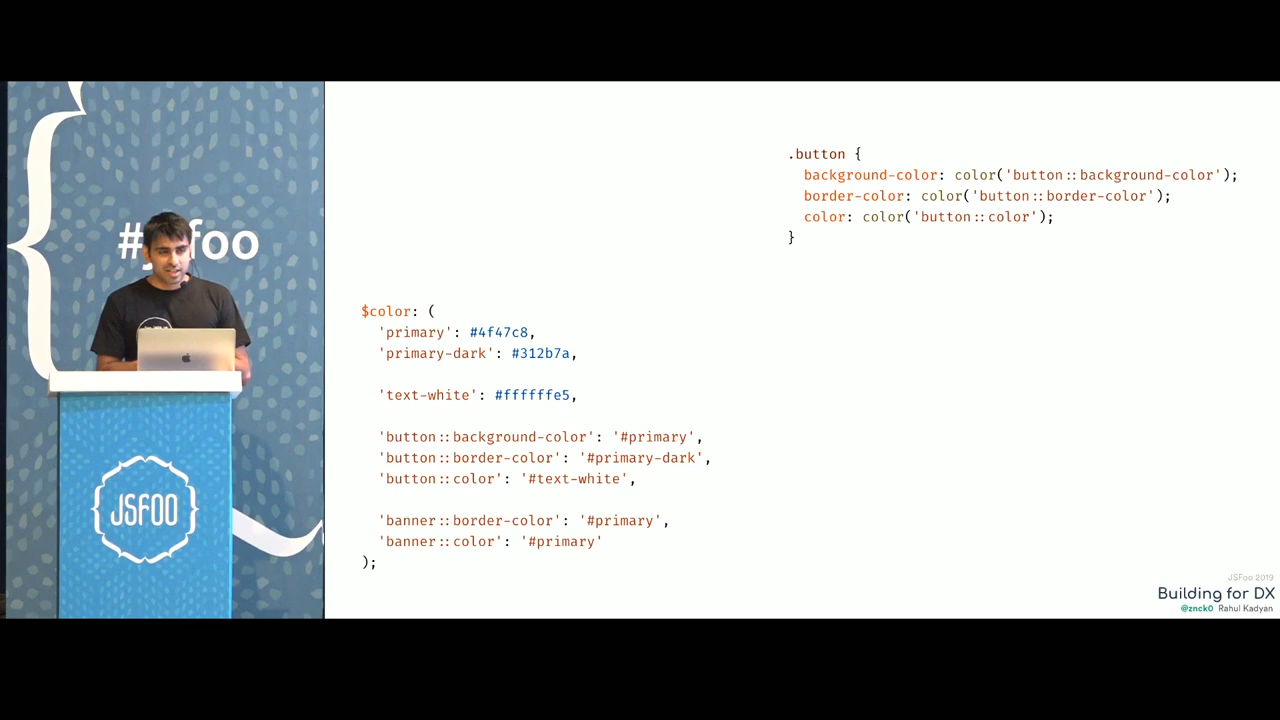 #jsfoo
JSFOO
.button {
background-color: color('button::background-color');
border-color: color('button::border-color');
color: color('button::color');
}
$color: (
'primary': #4f47c8,
'primary-dark': #312b7a,
'text-white': #ffffffe5,
'button::background-color': '#primary',
'button::border-color': '#primary-dark',
'button::color': '#text-white',
'banner::border-color': '#primary',
'banner::color': '#primary'
);
JSFoo 2019
Building for DX
@znck0 Rahul Kadyan